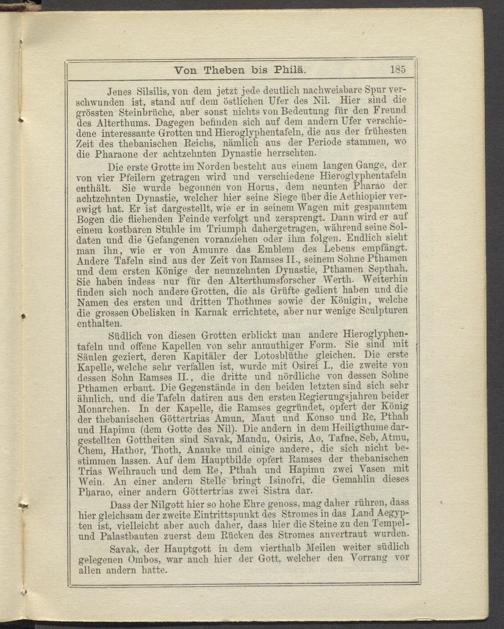 Von Theben bis Philä. 185
Jenes Silsilis, von dem jetzt jede deutlich nachweisbare Spur ver-
schwunden ist, stand auf dem östlichen Ufer des Nil. Hier sind die
grössten Steinbrüche, aber sonst nichts von Bedeutung für den Freund
des Alterthums. Dagegen befinden sich auf dem andern Ufer verschie-
dene interessante Grotten und Hieroglyphentafeln, die aus der frühesten
Zeit des thebanischen Reichs, nämlich aus der Periode stammen, wo
die Pharaone der achtzehnten Dynastie herrschten.
Die erste Grotte im Norden besteht aus einem langen Gange, der
von vier Pfeilern getragen wird und verschiedene Hieroglyphentafeln
enthält. Sie wurde begonnen von Horus, dem neunten Pharao der
achtzehnten Dynastie, welcher hier seine Siege über die Aethiopier ver-
ewigt hat. Er ist dargestellt, wie er in seinem Wagen mit gespanntem
Bogen die fliehenden Feinde verfolgt und zersprengt. Dann wird er auf
einem kostbaren Stuhle im Triumph dahergetragen, während seine Sol-
daten und die Gefangenen voranziehen oder ihm folgen. Endlich sieht
man ihn, wie er von Amunre das Emblem des Lebens empfängt.
Andere Tafeln sind aus der Zeit von Ramses II., seinem Sohne Pthamen
und dem ersten Könige der neunzehnten Dynastie, Pthamen Septhah.
Sie haben indess nur für den Alterthumsforscher Werth. Weiterhin
finden sich noch andere Grotten, die als Grüfte gedient haben und die
Namen des ersten und dritten Thothmes sowie der Königin, welche
die grossen Obelisken in Karnak errichtete, aber nur wenige Sculpturen
enthalten.
Südlich von diesen Grotten erblickt man andere Hieroglyphen-
tafeln und offene Kapellen von sehr anmuthiger Form. Sie sind mit
Säulen geziert, deren Kapitäler der Lotosblüthe gleichen. Die erste
Kapelle, welche sehr verfallen ist, wurde mit Osirei I., die zweite von
dessen Sohn Ramses II., die dritte und nördliche von dessen Sohne
Pthamen erbaut. Die Gegenstände in den beiden letzten sind sich sehr
ähnlich, und die Tafeln datiren aus den ersten Regierungsjahren beider
Monarchen. In der Kapelle, die Ramses gegründet, opfert der König
der thebanischen Göttertrias Amun, Maut und Konso und Re, Pthah
und Hapimu (dem Gotte des Nil). Die andern in dem Heiligthume dar-
gestellten Gottheiten sind Savak, Mandu, Osiris, Ao, Tafne, Seb, Atmu,
Chem, Hathor, Thoth, Anauke und einige andere, die sich nicht be-
stimmen lassen. Auf dem Hauptbilde opfert Ramses der thebanischen
Trias Weihrauch und dem Re, Pthah und Hapimu zwei Vasen mit
Wein. An einer andern Stelle bringt Isinofri, die Gemahlin dieses
Pharao, einer andern Göttertrias zwei Sistra dar.
Dass der Nilgott hier so hohe Ehre genoss, mag daher rühren, dass
hier gleichsam der zweite Eintrittspunkt des Stromes in das Land Aegyp-
ten ist, vielleicht aber auch daher, dass hier die Steine zu den Tempel-
und Palastbauten zuerst dem Rücken des Stromes anvertraut wurden.
Savak, der Hauptgott in dem vierthalb Meilen weiter südlich
gelegenen Ombos, war auch hier der Gott, welcher den Vorrang vor
allen andern hatte.